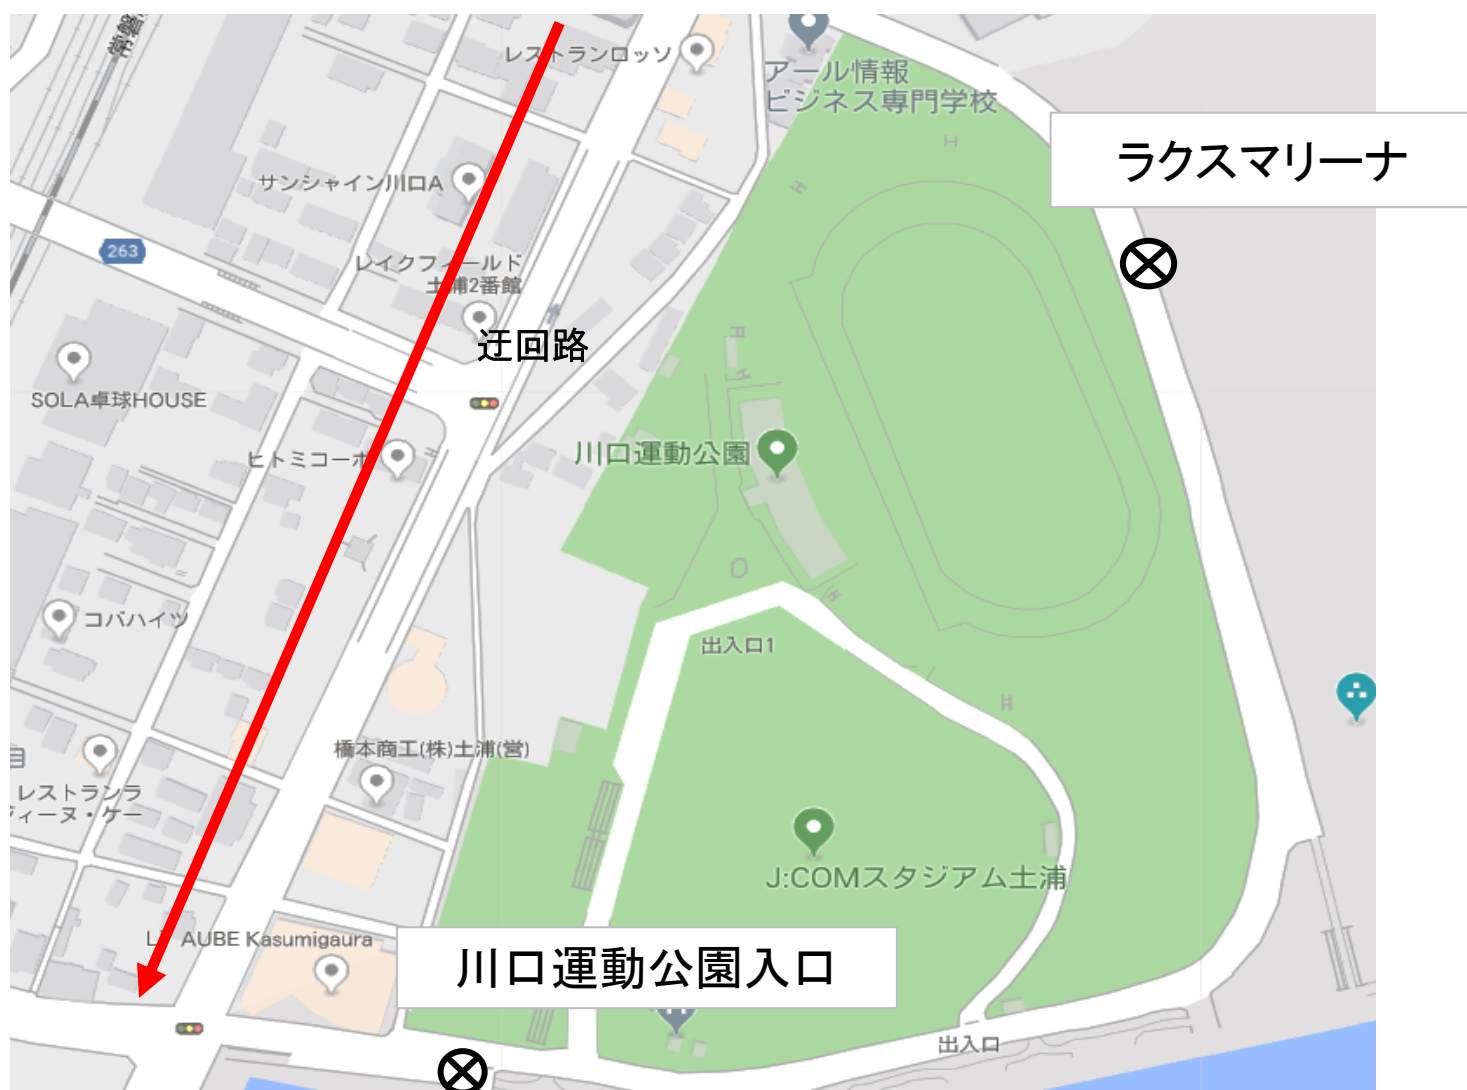 常磐
レストランロッソ
アール情報
ビジネス専門学校
ラクスマリーナ
サンシャイン川口A
263
レイクフィールド
土浦2番館
迂回路
SOLA卓球HOUSE
川口運動公園
ヒトミコーポ
コバハイツ
出入口1
橋本商工(株)土浦(営)
レストランラ
ィーヌ・ケー
J:COMスタジアム土浦
AUBE Kasumigaura
川口運動公園入口
出入口